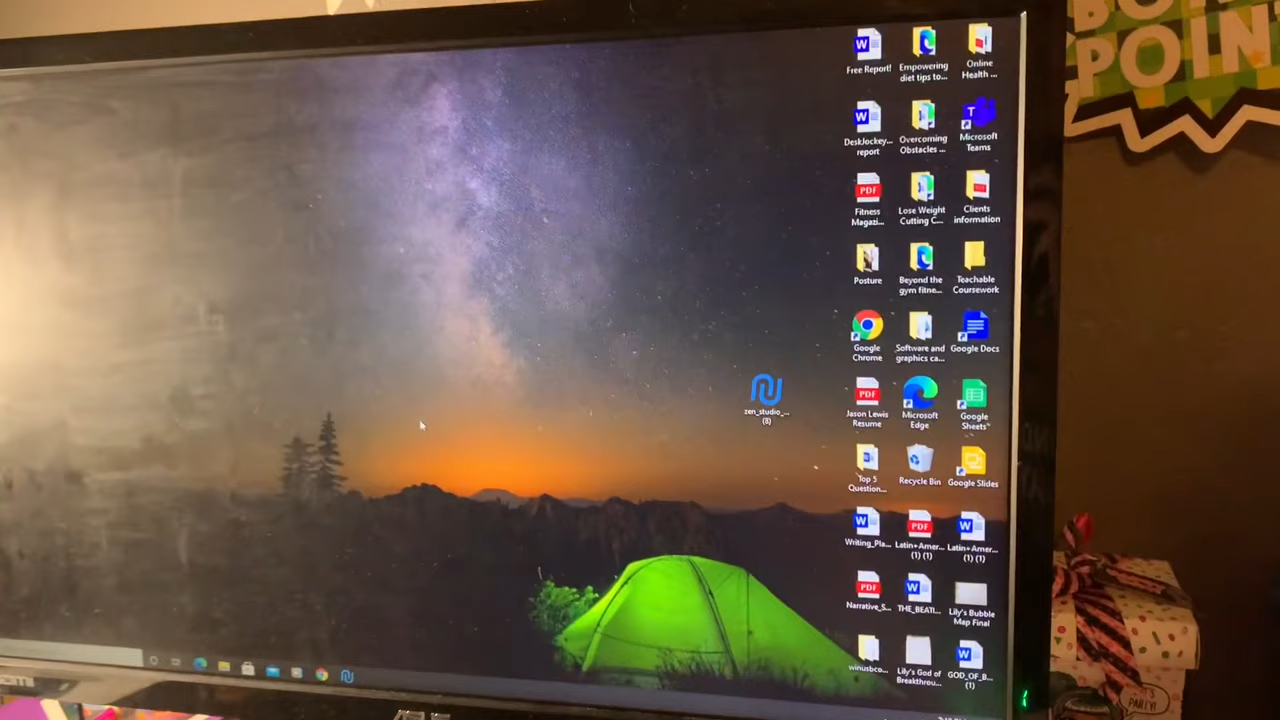 POINT
Free Report!
Empowering
diet tips to...
Online
Health ...
DeskJockey...
report
Overcoming
Obstacles ...
Microsoft
Teams
PDF
Fitness
Magazi...
Lose Weight
Cutting C...
Clients
information
Posture
Beyond the
gym fitne...
Teachable
Coursework
Google
Chrome
Software and
graphics ca...
Google Docs
zen_studio_...
(8)
PDF
Jason Lewis
Resume
Microsoft
Edge
Google
Sheets
Top 5
Question...
Recycle Bin
Google Slides
Writing_Pla...
PDF
Latin+Amer...
(1) (1)
Latin+Amer...
(1) (1)
PDF
Narrative_S...
THE_BEATI...
Lily's Bubble
Map Final
winusbco...
Lily's God of
Breakthrou...
GOD_OF_B...
(1)
PARTY!